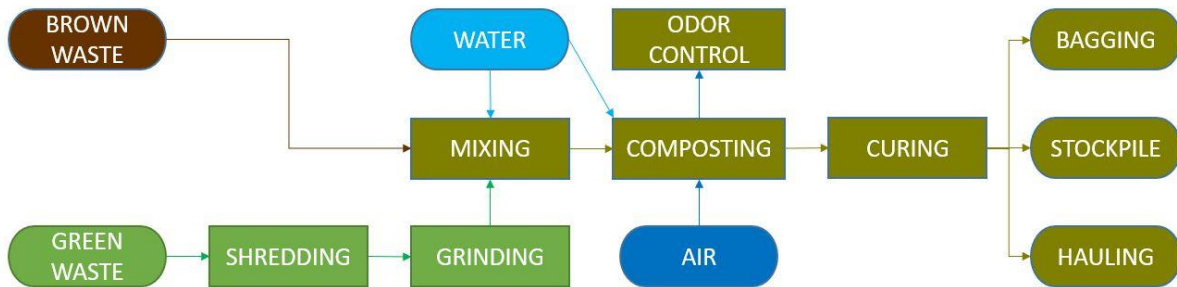 BROWN
WASTE
WATER
ODOR
CONTROL
BAGGING
MIXING
COMPOSTING
CURING
STOCKPILE
GREEN
WASTE
SHREDDING
GRINDING
AIR
HAULING